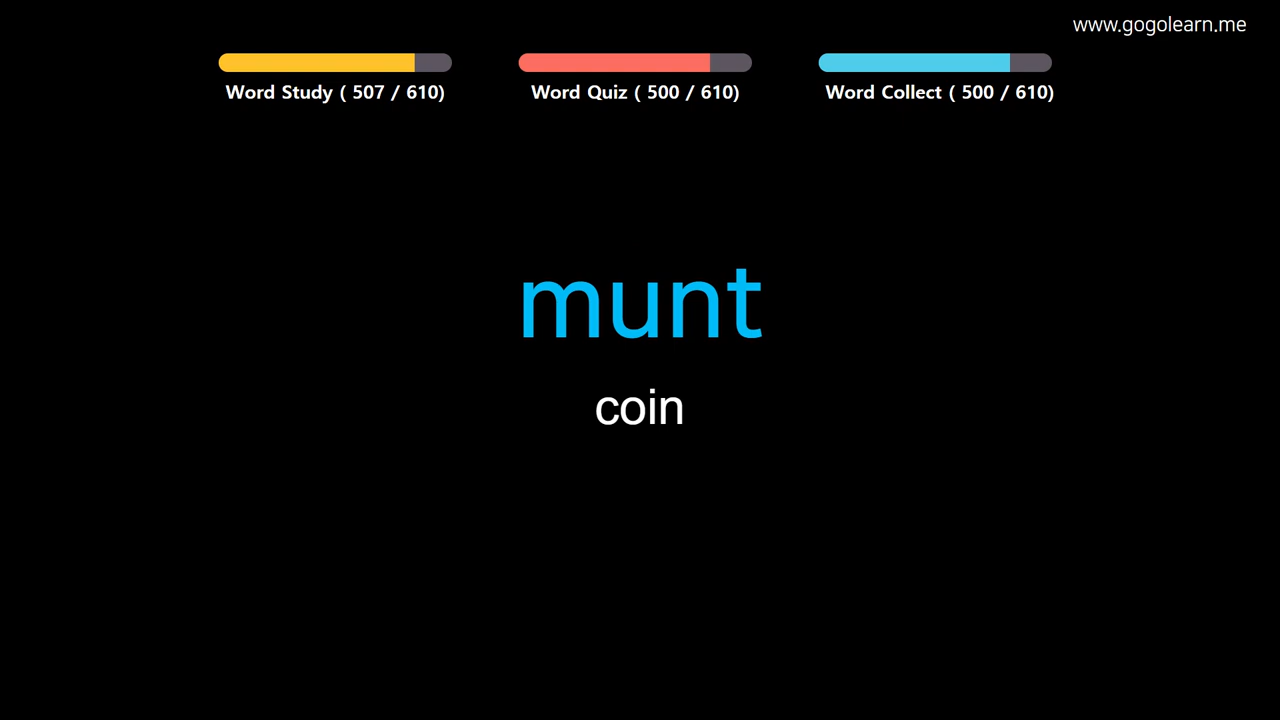 www.gogolearn.me
Word Study ( 507 / 610)
Word Quiz ( 500 / 610)
Word Collect ( 500 / 610)
munt
coin